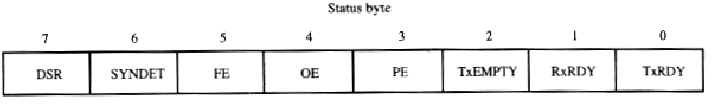 Status byte
7 6 5 4 3 2 1 0
DSR SYNDET FE OE PE TxEMPTY RxRDY TxRDY